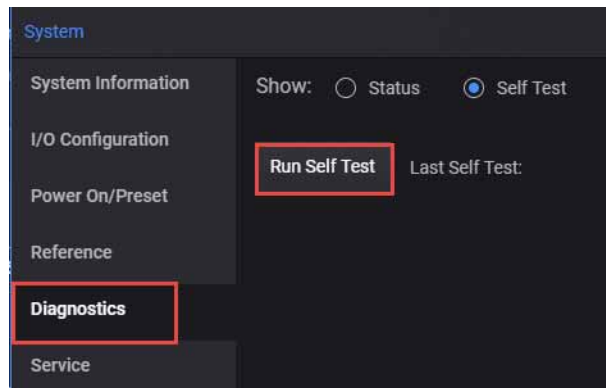 System
System Information
Show: Status Self Test
I/O Configuration
Run Self Test Last Self Test:
Power On/Preset
Reference
Diagnostics
Service